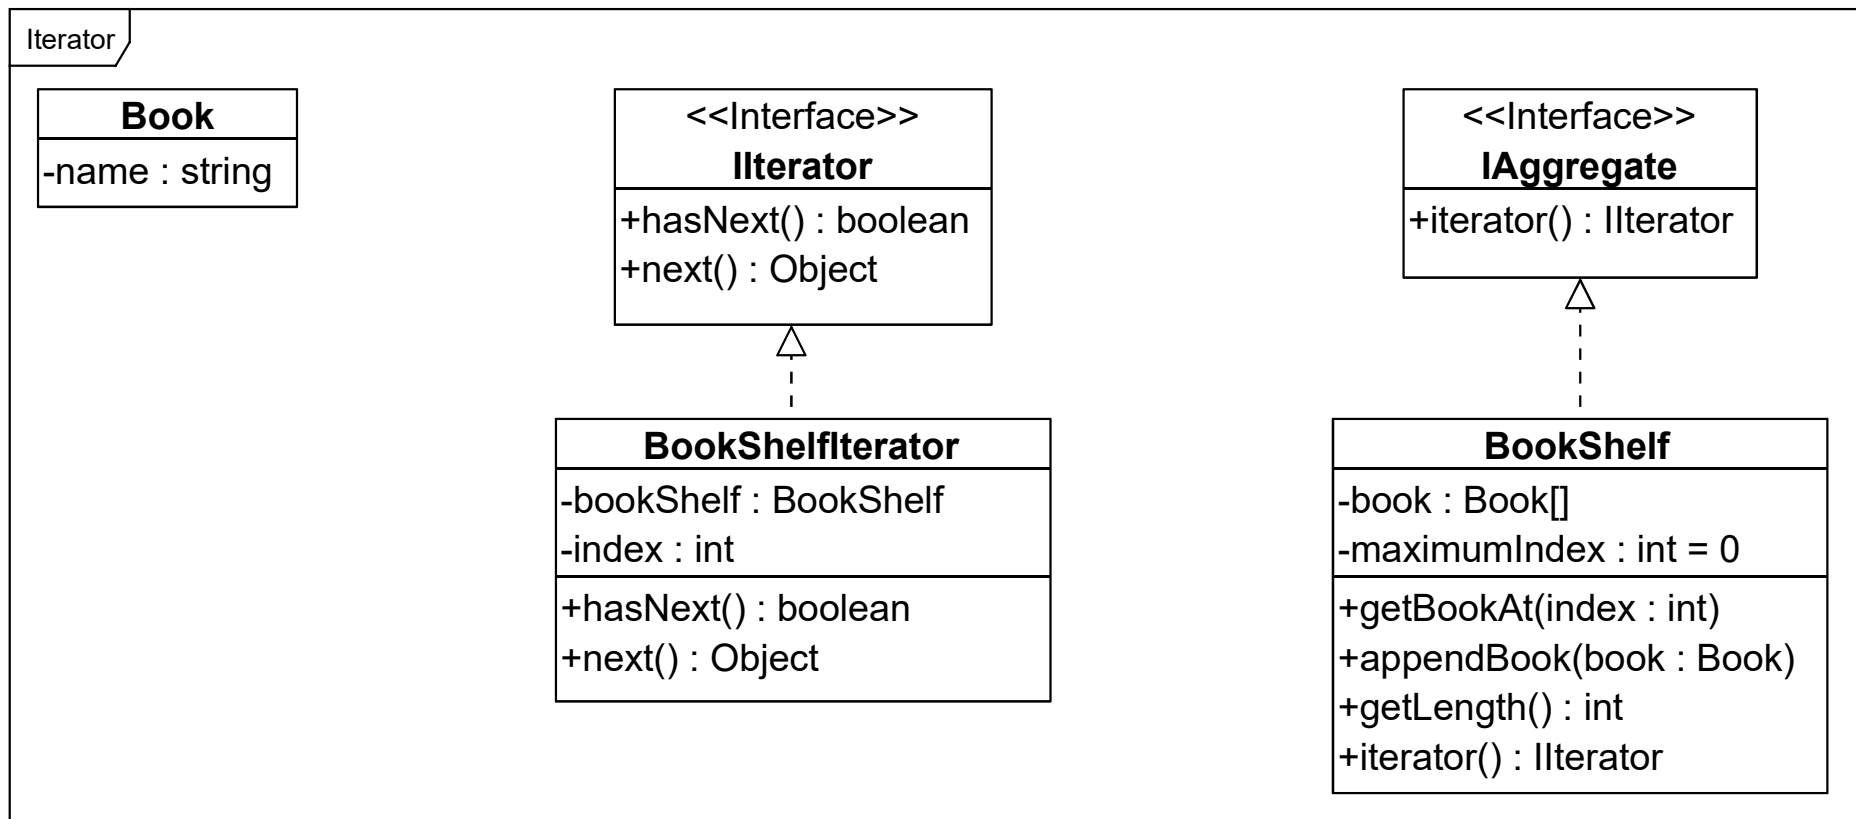 Iterator
Book
-name : string
<<Interface>>
IIterator
+hasNext() : boolean
+next() : Object
<<Interface>>
IAggregate
+iterator() : IIterator
BookShelfIterator
-bookShelf : BookShelf
-index : int
+hasNext() : boolean
+next() : Object
BookShelf
-book : Book[]
-maximumIndex : int = 0
+getBookAt(index : int)
+appendBook(book : Book)
+getLength() : int
+iterator() : IIterator